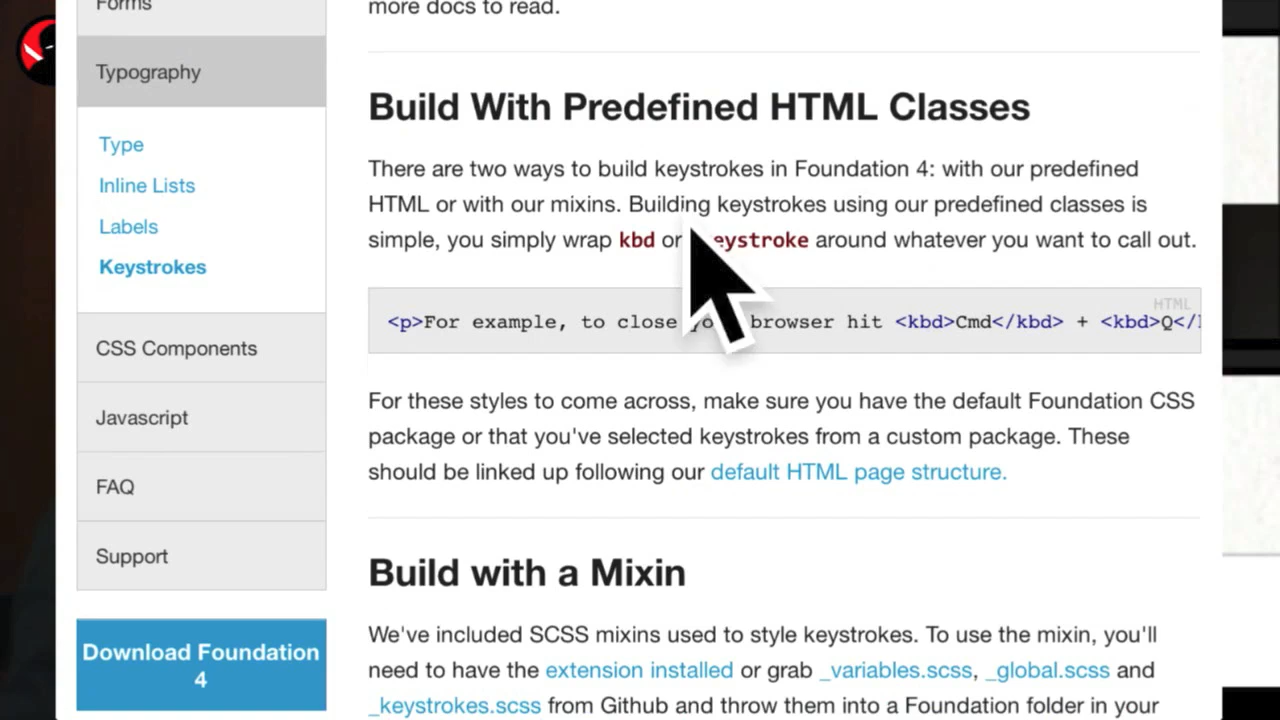 Forms
Typography
Type
Inline Lists
Labels
Keystrokes
CSS Components
Javascript
FAQ
Support
Download Foundation
4
more docs to read.
Build With Predefined HTML Classes
There are two ways to build keystrokes in Foundation 4: with our predefined
HTML or with our mixins. Building keystrokes using our predefined classes is
simple, you simply wrap kbd or eystroke around whatever you want to call out.
HTML
<p>For example, to close yo browser hit <kbd>Cmd</kbd> + <kbd>Q</
For these styles to come across, make sure you have the default Foundation CSS
package or that you've selected keystrokes from a custom package. These
should be linked up following our default HTML page structure.
Build with a Mixin
We've included SCSS mixins used to style keystrokes. To use the mixin, you'll
need to have the extension installed or grab _variables.scss, _global.scss and
_keystrokes.scss from Github and throw them into a Foundation folder in your